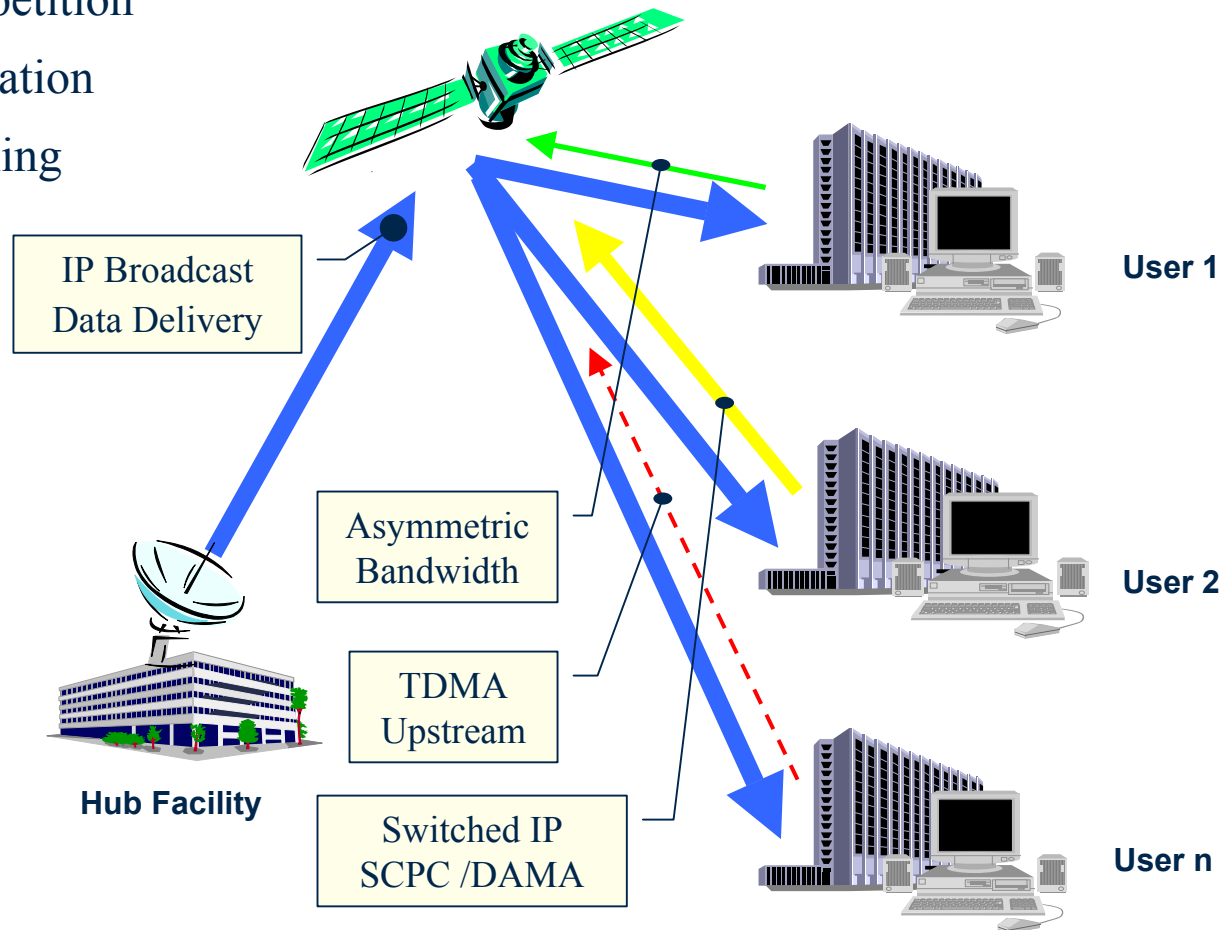 IP Broadcast
Data Delivery
User 1
Asymmetric
Bandwidth
User 2
TDMA
Upstream
Hub Facility
Switched IP
SCPC /DAMA
User n